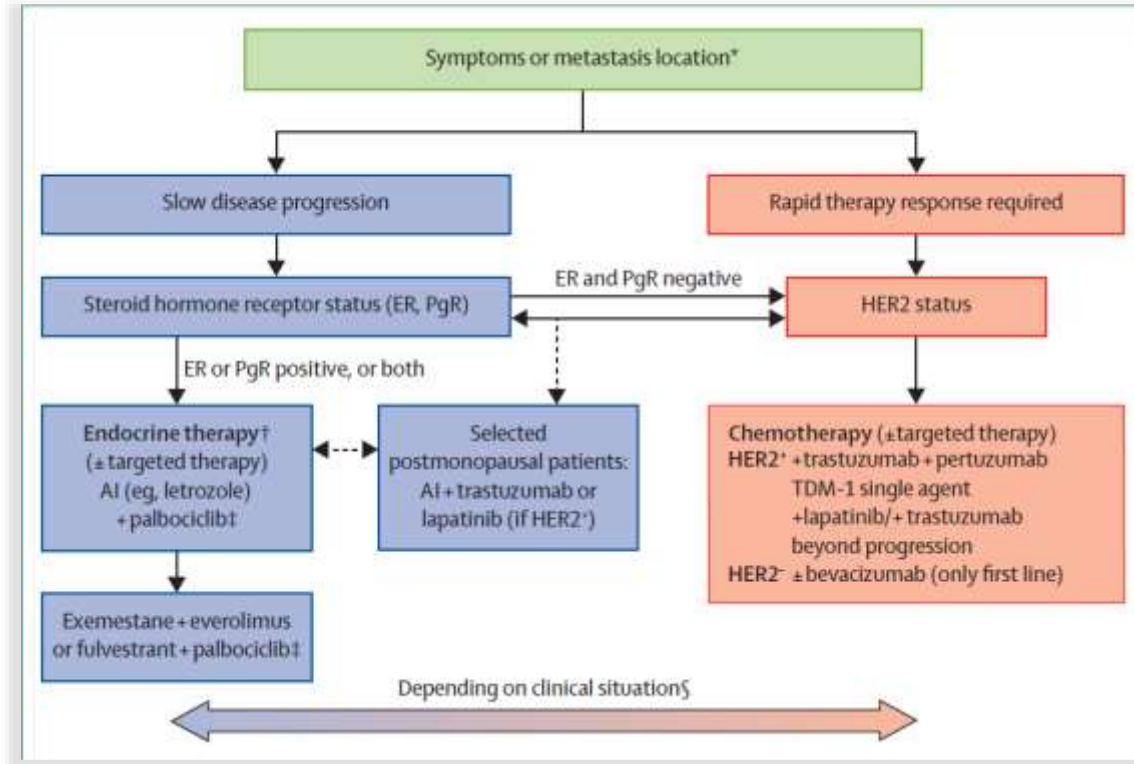 Symptoms or metastasis location*
Slow disease progression
Rapid therapy response required
Steroid hormone receptor status (ER, PgR)
ER and PgR negative
HER2 status
ER or PgR positive, or both
Endocrine therapy†
(± targeted therapy)
AI (eg, letrozole)
+ palbociclib‡
Selected
postmonopausal patients:
AI + trastuzumab or
lapatinib (if HER2⁺)
Chemotherapy (± targeted therapy)
HER2⁺ + trastuzumab + pertuzumab
TDM-1 single agent
+lapatinib/+ trastuzumab
beyond progression
HER2⁻ ± bevacizumab (only first line)
Exemestane + everolimus
or fulvestrant + palbociclib‡
Depending on clinical situation§